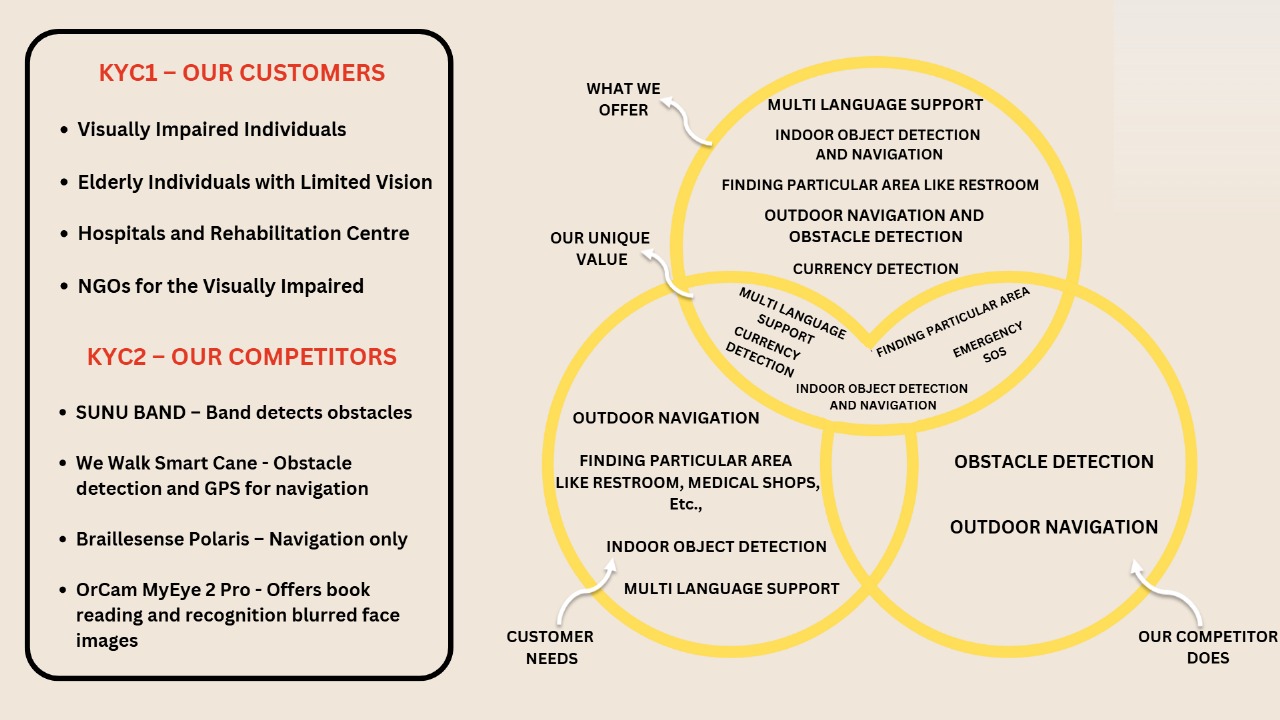 KYC1 – OUR CUSTOMERS
• Visually Impaired Individuals
• Elderly Individuals with Limited Vision
• Hospitals and Rehabilitation Centre
• NGOs for the Visually Impaired
KYC2 – OUR COMPETITORS
• SUNU BAND – Band detects obstacles
• We Walk Smart Cane - Obstacle
detection and GPS for navigation
• Braillesense Polaris – Navigation only
• OrCam MyEye 2 Pro - Offers book
reading and recognition blurred face
images
WHAT WE
OFFER
MULTI LANGUAGE SUPPORT
INDOOR OBJECT DETECTION
AND NAVIGATION
FINDING PARTICULAR AREA LIKE RESTROOM
OUTDOOR NAVIGATION AND
OBSTACLE DETECTION
CURRENCY DETECTION
OUR UNIQUE
VALUE
MULTI LANGUAGE
SUPPORT
CURRENCY
DETECTION
FINDING PARTICULAR AREA
EMERGENCY
SOS
INDOOR OBJECT DETECTION
AND NAVIGATION
OUTDOOR NAVIGATION
FINDING PARTICULAR AREA
LIKE RESTROOM, MEDICAL SHOPS,
Etc.,
INDOOR OBJECT DETECTION
MULTI LANGUAGE SUPPORT
CUSTOMER
NEEDS
OBSTACLE DETECTION
OUTDOOR NAVIGATION
OUR COMPETITOR
DOES